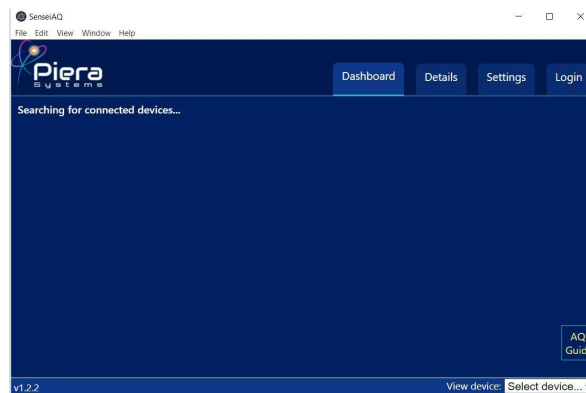 SenseiAQ
File Edit View Window Help
Piera
Systems
Dashboard Details Settings Login
Searching for connected devices...
AQ
Guid
v1.2.2 View device: Select device...